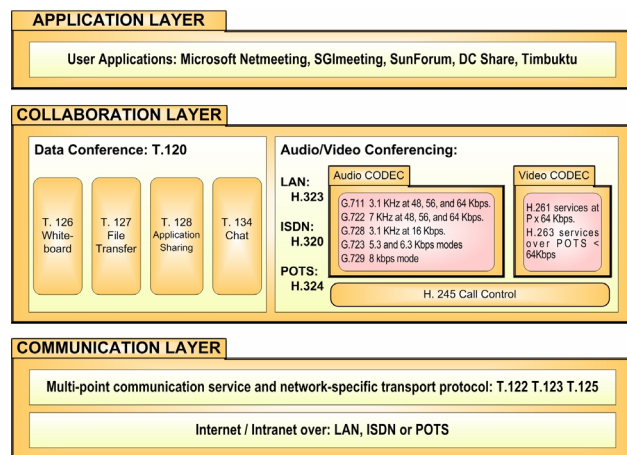 APPLICATION LAYER
User Applications: Microsoft Netmeeting, SGImeeting, SunForum, DC Share, Timbuktu
COLLABORATION LAYER
Data Conference: T.120
T. 126
White-
board
T. 127
File
Transfer
T. 128
Application
Sharing
T. 134
Chat
Audio/Video Conferencing:
LAN:
H.323
ISDN:
H.320
POTS:
H.324
Audio CODEC
G.711 3.1 KHz at 48, 56, and 64 Kbps.
G.722 7 KHz at 48, 56, and 64 Kbps.
G.728 3.1 KHz at 16 Kbps.
G.723 5.3 and 6.3 Kbps modes
G.729 8 kbps mode
Video CODEC
H.261 services at
P x 64 Kbps.
H.263 services
over POTS <
64Kbps
H. 245 Call Control
COMMUNICATION LAYER
Multi-point communication service and network-specific transport protocol: T.122 T.123 T.125
Internet / Intranet over: LAN, ISDN or POTS